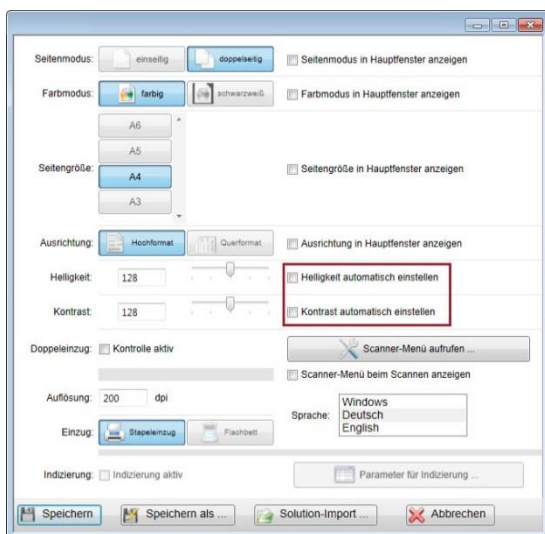 Seitenmodus: einseitig doppelseitig Seitenmodus in Hauptfenster anzeigen
Farbmodus: farbig schwarzweiß Farbmodus in Hauptfenster anzeigen
A6
A5
Seitengröße: A4 Seitengröße in Hauptfenster anzeigen
A3
Ausrichtung: Hochformat Querformat Ausrichtung in Hauptfenster anzeigen
Helligkeit: 128 Helligkeit automatisch einstellen
Kontrast: 128 Kontrast automatisch einstellen
Doppeleinzug: Kontrolle aktiv Scanner-Menü aufrufen ...
Scanner-Menü beim Scannen anzeigen
Auflösung: 200 dpi
Sprache: Windows
Deutsch
English
Einzug: Stapeleinzug Flachbett
Indizierung: Indizierung aktiv Parameter für Indizierung ...
Speichern Speichern als ... Solution-Import ... Abbrechen